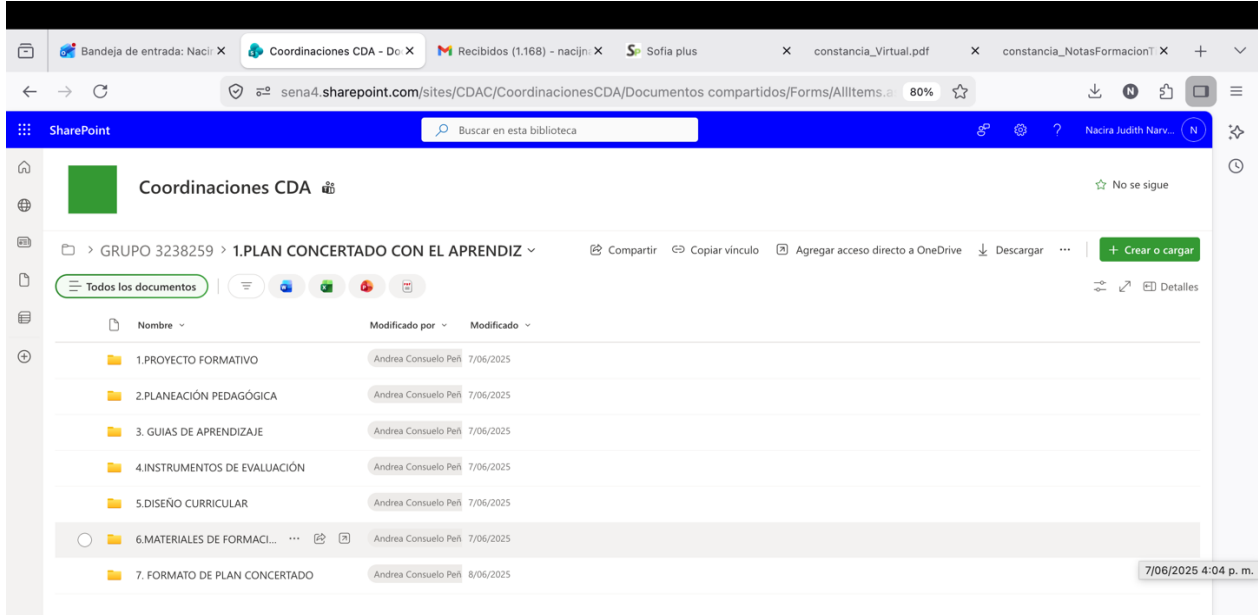 Bandeja de entrada: Nacir
Coordinaciones CDA - Do
Recibidos (1.168) - nacijn
Sofia plus
constancia_Virtual.pdf
constancia_NotasFormacionT
sena4.sharepoint.com/sites/CDAC/CoordinacionesCDA/Documentos compartidos/Forms/AllItems.a
80%
N
SharePoint
Buscar en esta biblioteca
?
Nacira Judith Narv...
N
Coordinaciones CDA
No se sigue
> GRUPO 3238259 > 1.PLAN CONCERTADO CON EL APRENDIZ
Compartir
Copiar vínculo
Agregar acceso directo a OneDrive
Descargar
...
+ Crear o cargar
Todos los documentos
Detalles
Nombre Modificado por Modificado
1.PROYECTO FORMATIVO Andrea Consuelo Peñ 7/06/2025
2.PLANEACIÓN PEDAGÓGICA Andrea Consuelo Peñ 7/06/2025
3. GUIAS DE APRENDIZAJE Andrea Consuelo Peñ 7/06/2025
4.INSTRUMENTOS DE EVALUACIÓN Andrea Consuelo Peñ 7/06/2025
5.DISEÑO CURRICULAR Andrea Consuelo Peñ 7/06/2025
6.MATERIALES DE FORMACI... ... Andrea Consuelo Peñ 7/06/2025
7. FORMATO DE PLAN CONCERTADO Andrea Consuelo Peñ 8/06/2025
7/06/2025 4:04 p. m.